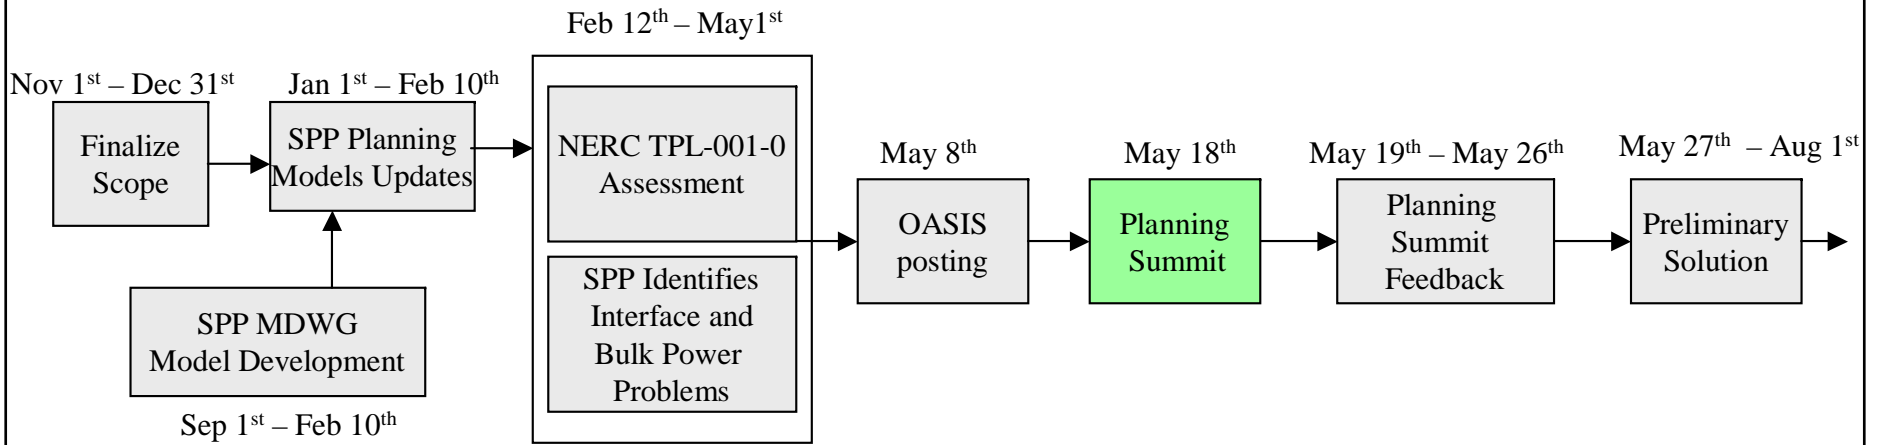 Feb 12th – May1st
Nov 1st – Dec 31st
Finalize
Scope
Jan 1st – Feb 10th
SPP Planning
Models Updates
SPP MDWG
Model Development
Sep 1st – Feb 10th
NERC TPL-001-0
Assessment
SPP Identifies
Interface and
Bulk Power
Problems
May 8th
OASIS
posting
May 18th
Planning
Summit
May 19th – May 26th
Planning
Summit
Feedback
May 27th – Aug 1st
Preliminary
Solution